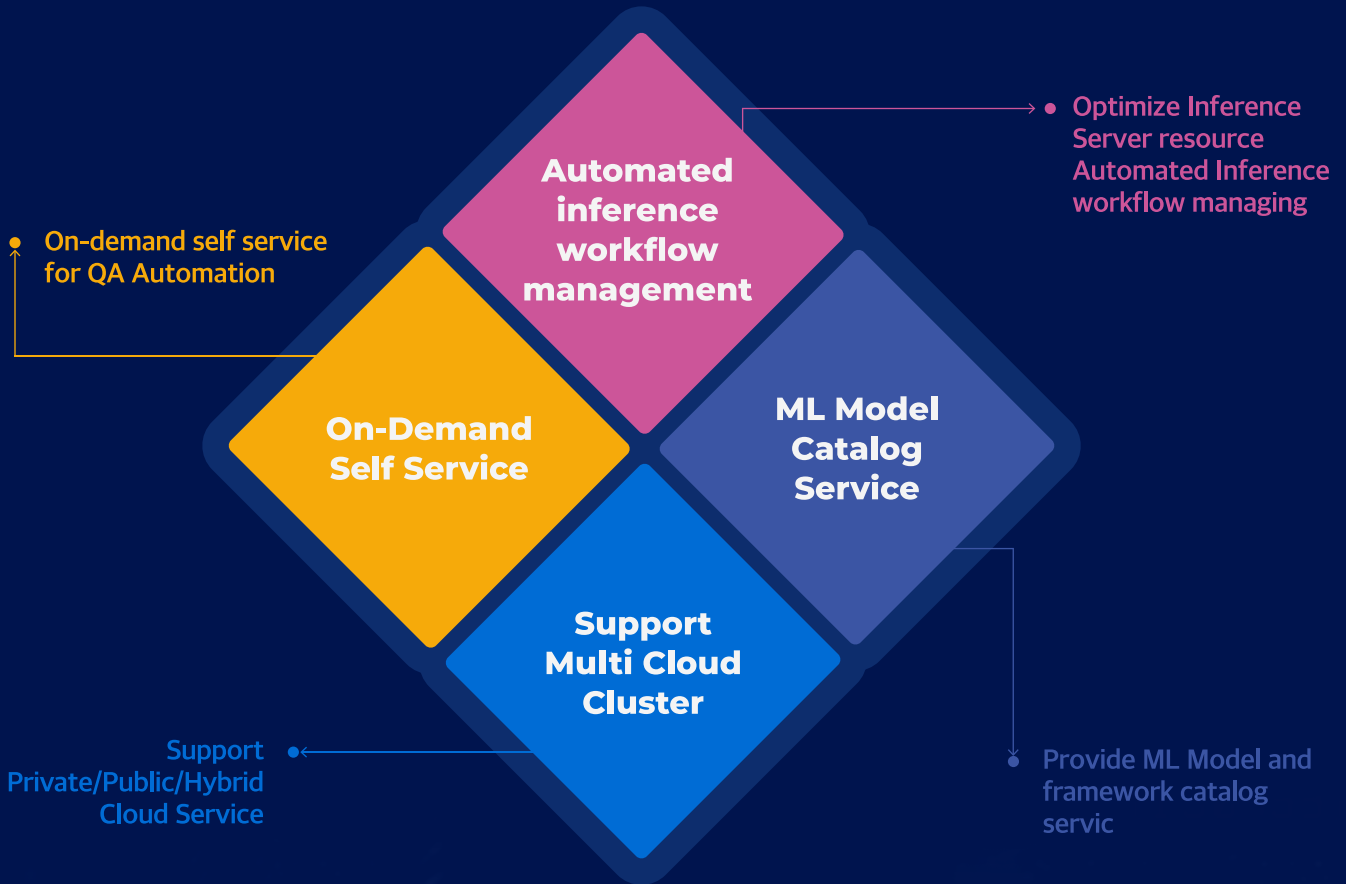 Automated
inference
workflow
management
Optimize Inference
Server resource
Automated Inference
workflow managing
On-demand self service
for QA Automation
On-Demand
Self Service
ML Model
Catalog
Service
Support
Multi Cloud
Cluster
Support
Private/Public/Hybrid
Cloud Service
Provide ML Model and
framework catalog
servic